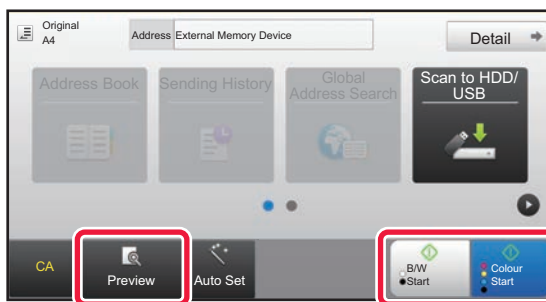 Original
A4
Address External Memory Device
Detail
Address Book
Sending History
Global
Address Search
Scan to HDD/
USB
CA
Preview
Auto Set
B/W
Start
Colour
Start